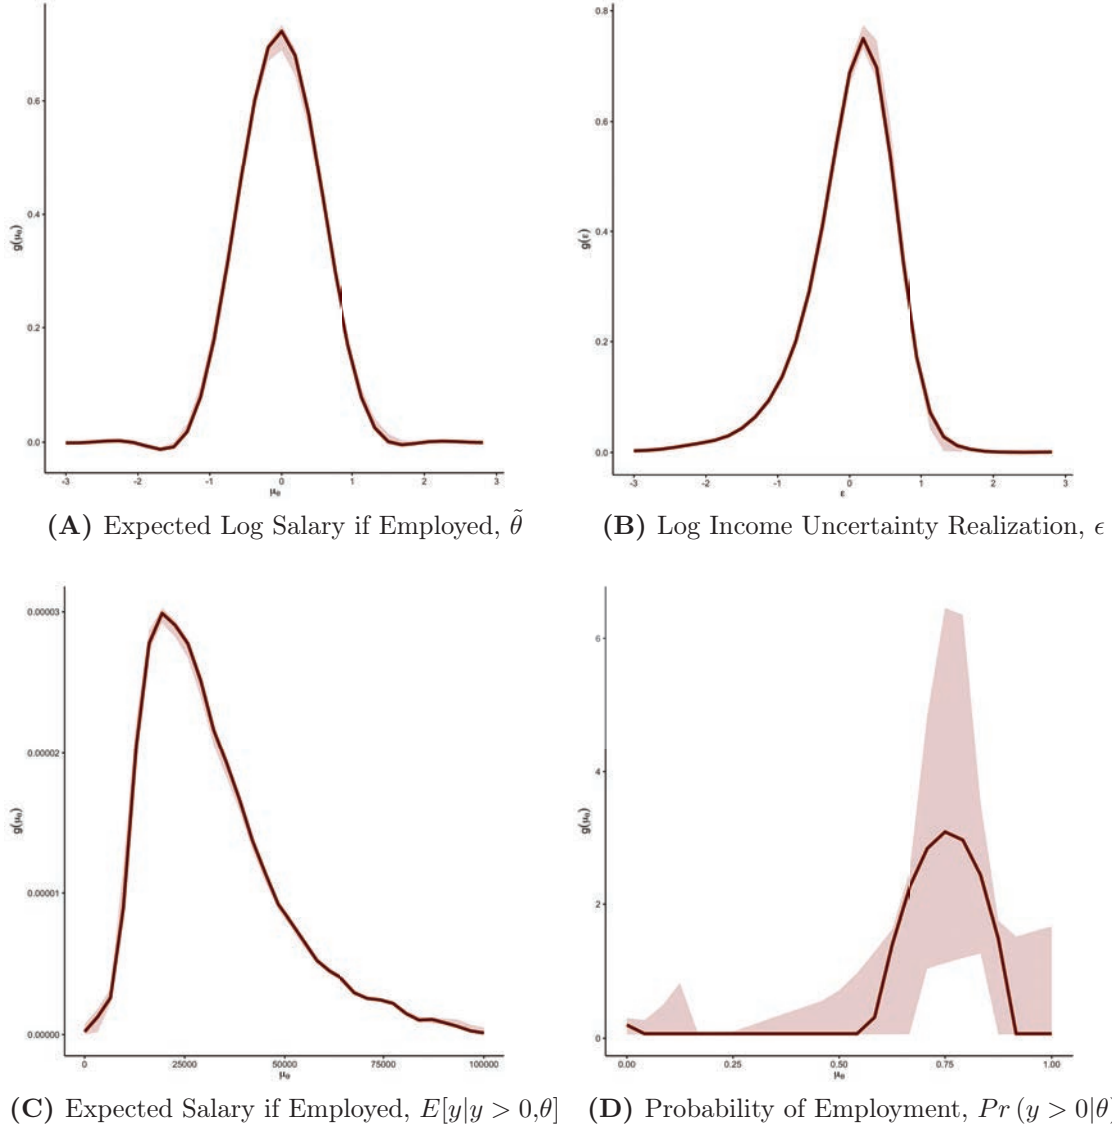 0.6
0.4
0.2
0.0
g(μθ)
-3 -2 -1 0 1 2 3
μθ
(A) Expected Log Salary if Employed, θ̃
0.8
0.6
0.4
0.2
0.0
g(ε)
-3 -2 -1 0 1 2 3
ε
(B) Log Income Uncertainty Realization, ϵ
0.00003
0.00002
0.00001
0.00000
g(μθ)
0 25000 50000 75000 100000
μθ
(C) Expected Salary if Employed, E[y|y > 0,θ]
6
4
2
0
g(μθ)
0.00 0.25 0.50 0.75 1.00
μθ
(D) Probability of Employment, Pr (y > 0|θ)